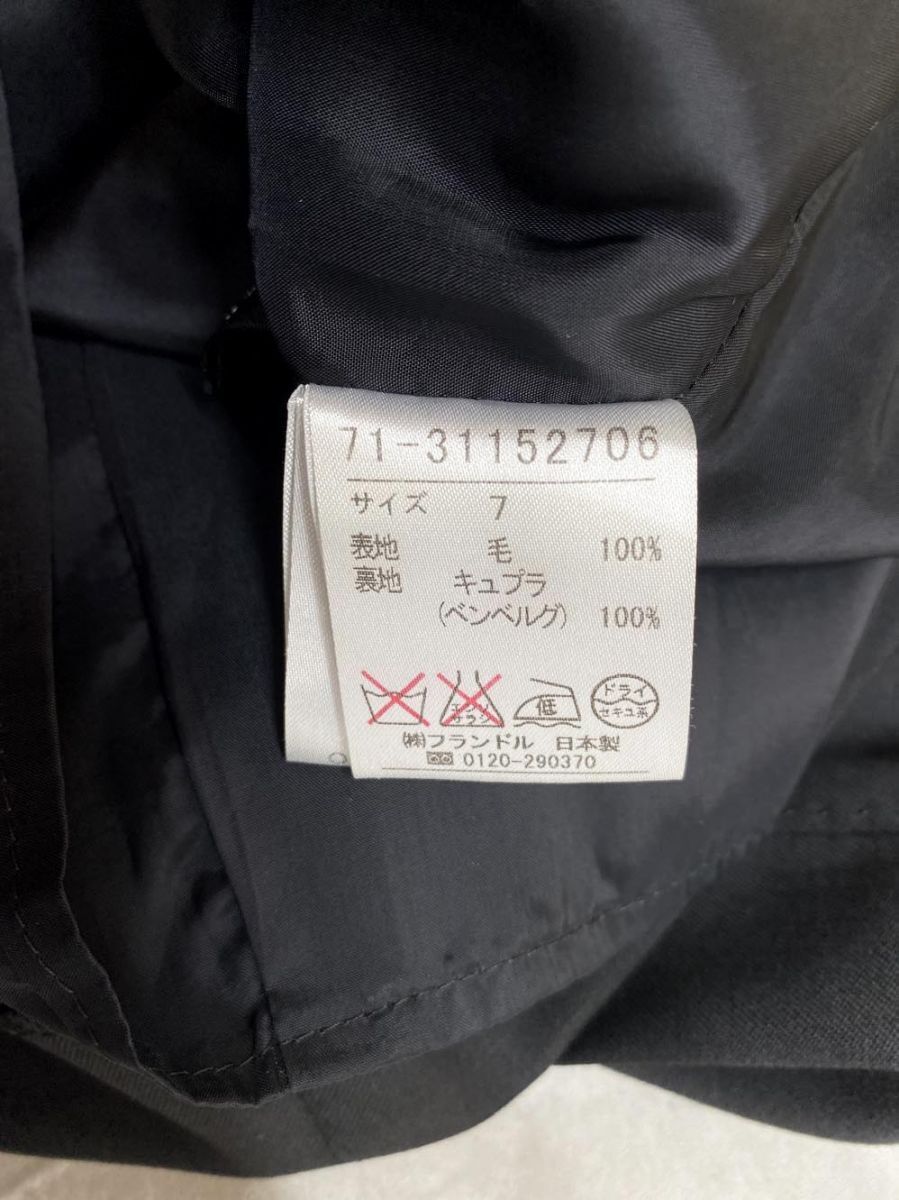 71-31152706
サイズ 7
表地 毛 100%
裏地 キュプラ
(ベンベルグ) 100%
エンソ サラシ 低 ドライ セキユ系
㈱フランドル 日本製
0120-290370